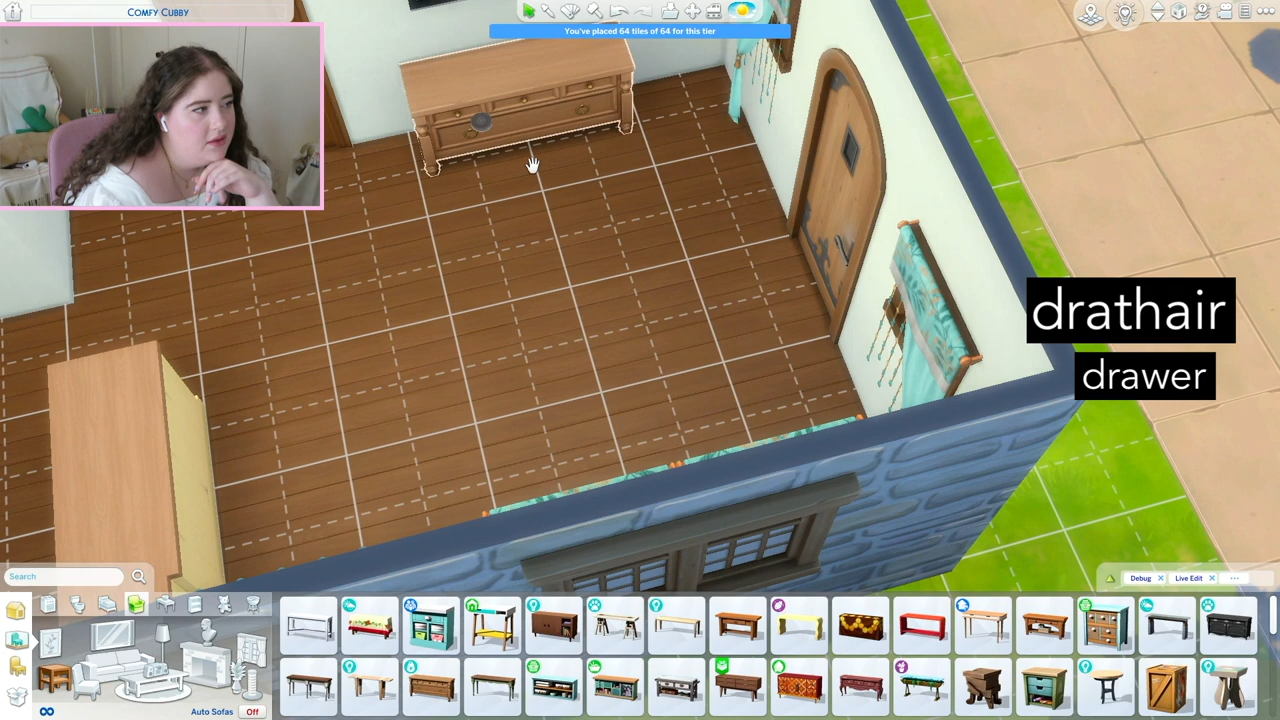 COMFY CUBBY
You've placed 64 tiles of 64 for this tier
drathair
drawer
Search
Debug
Live Edit
Auto Sofas
Off